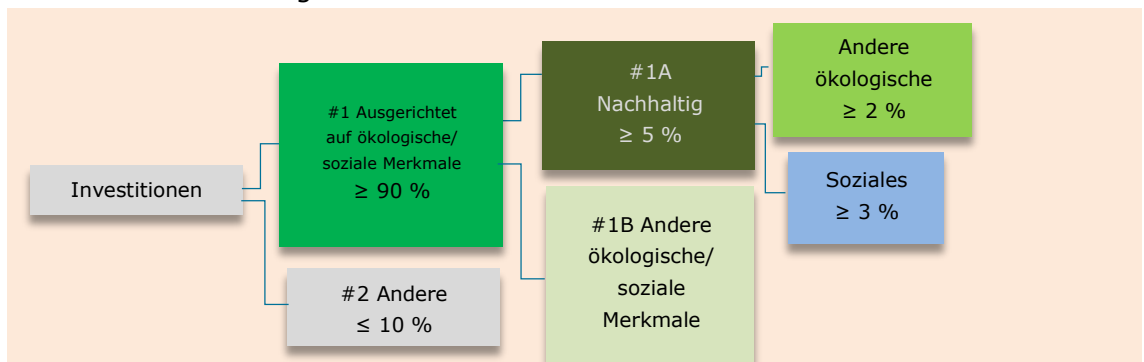 Investitionen
#1 Ausgerichtet
auf ökologische/
soziale Merkmale
≥ 90 %
#2 Andere
≤ 10 %
#1A
Nachhaltig
≥ 5 %
#1B Andere
ökologische/
soziale
Merkmale
Andere
ökologische
≥ 2 %
Soziales
≥ 3 %